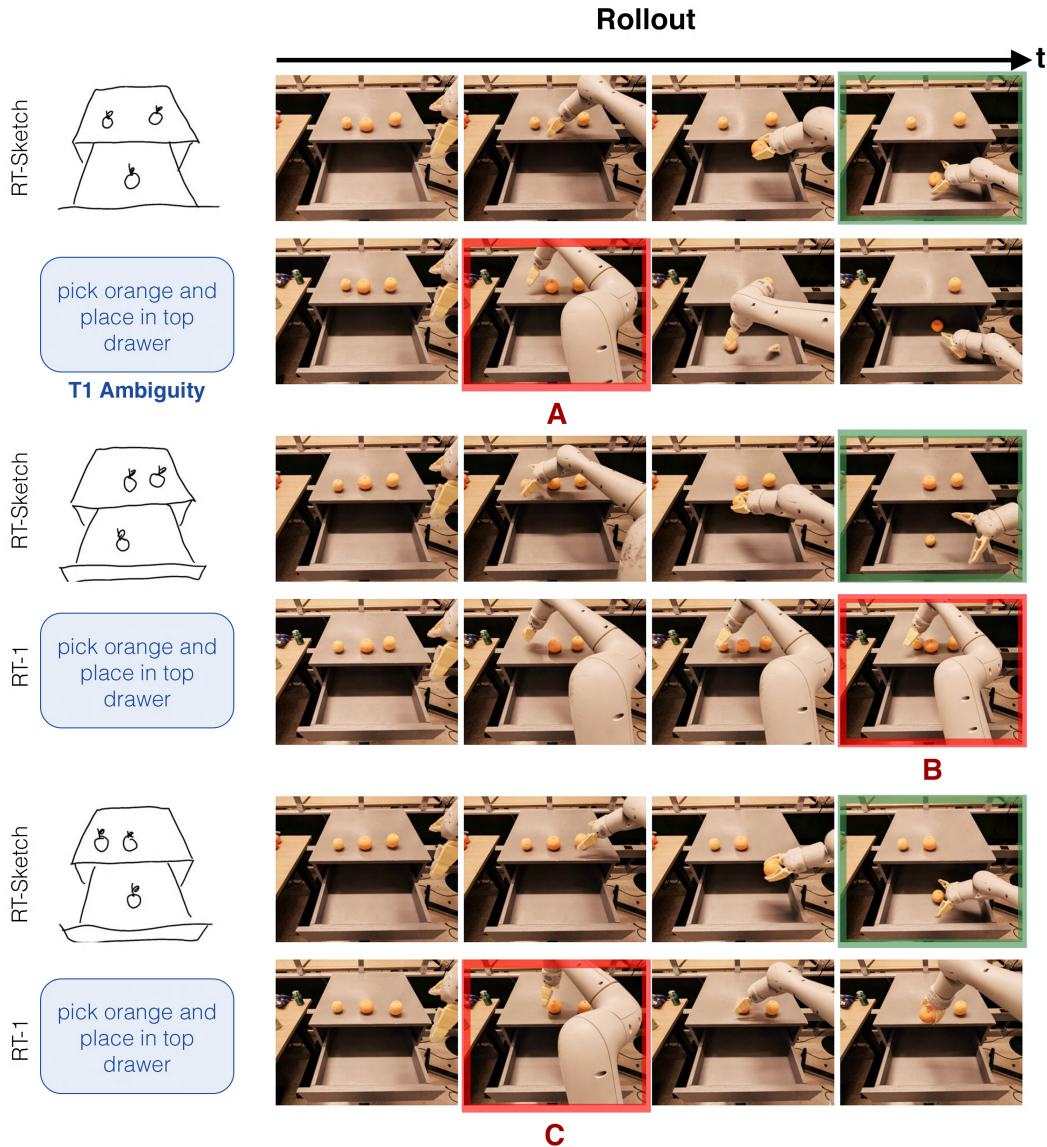 Rollout
t
RT-Sketch
pick orange and
place in top
drawer
T1 Ambiguity
A
RT-Sketch
RT-1
pick orange and
place in top
drawer
B
RT-Sketch
RT-1
pick orange and
place in top
drawer
C